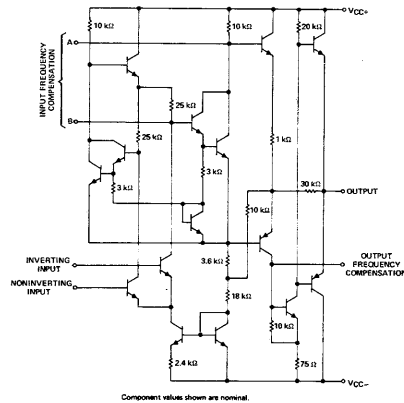 VCC+
10 kΩ
10 kΩ
20 kΩ
A
INPUT FREQUENCY
COMPENSATION
25 kΩ
B
25 kΩ
1 kΩ
3 kΩ
3 kΩ
30 kΩ
OUTPUT
10 kΩ
3.6 kΩ
OUTPUT
FREQUENCY
COMPENSATION
INVERTING
INPUT
NONINVERTING
INPUT
18 kΩ
10 kΩ
2.4 kΩ
75 Ω
VCC−
Component values shown are nominal.